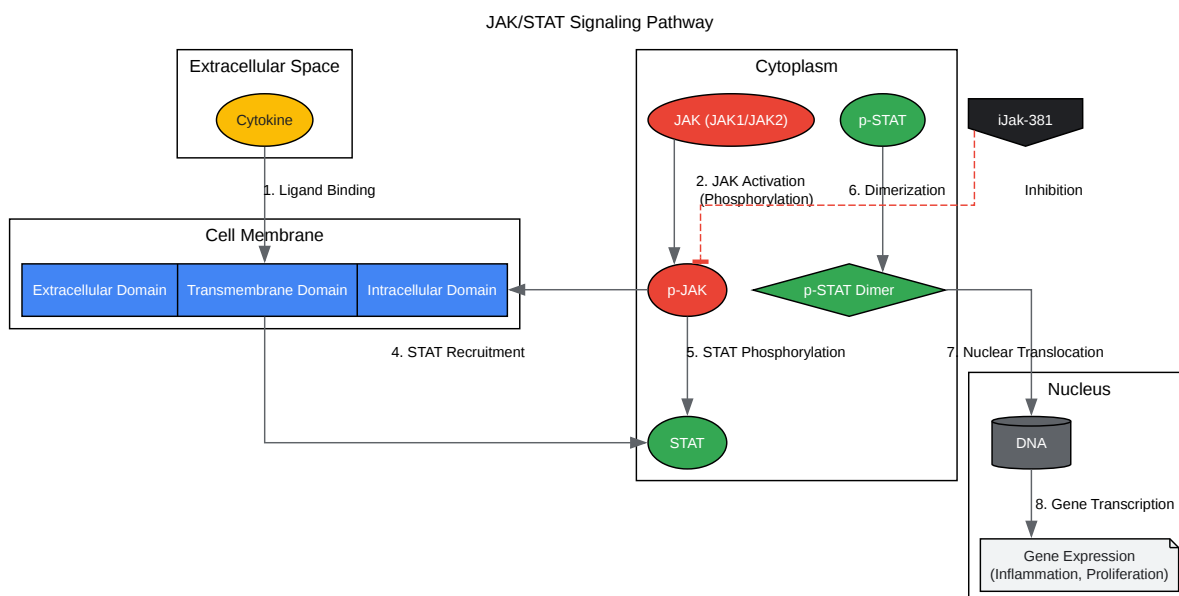 JAK/STAT Signaling Pathway
Extracellular Space
Cytokine
1. Ligand Binding
Cell Membrane
Extracellular Domain
Transmembrane Domain
Intracellular Domain
4. STAT Recruitment
Cytoplasm
JAK (JAK1/JAK2)
p-STAT
2. JAK Activation
(Phosphorylation)
6. Dimerization
p-JAK
p-STAT Dimer
5. STAT Phosphorylation
STAT
iJak-381
Inhibition
7. Nuclear Translocation
Nucleus
DNA
8. Gene Transcription
Gene Expression
(Inflammation, Proliferation)